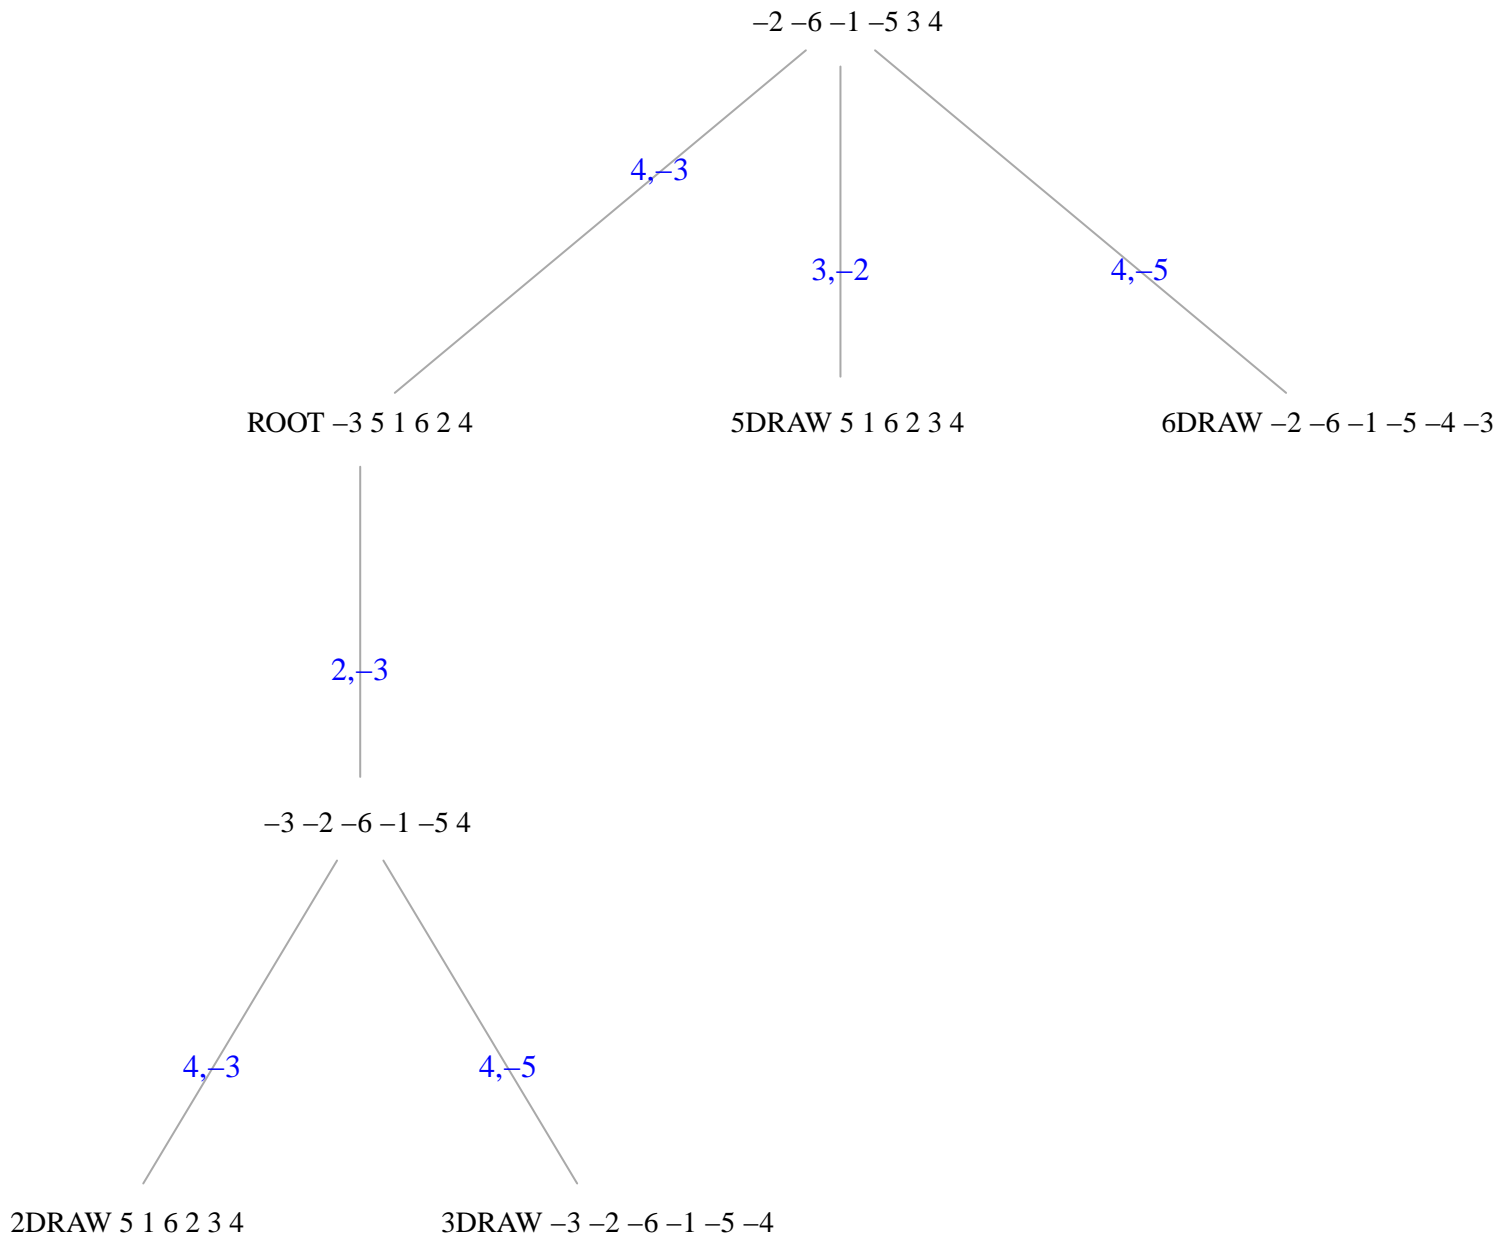 –2 –6 –1 –5 3 4
4,–3
3,–2
4,–5
ROOT –3 5 1 6 2 4
5DRAW 5 1 6 2 3 4
6DRAW –2 –6 –1 –5 –4 –3
2,–3
–3 –2 –6 –1 –5 4
4,–3
4,–5
2DRAW 5 1 6 2 3 4
3DRAW –3 –2 –6 –1 –5 –4